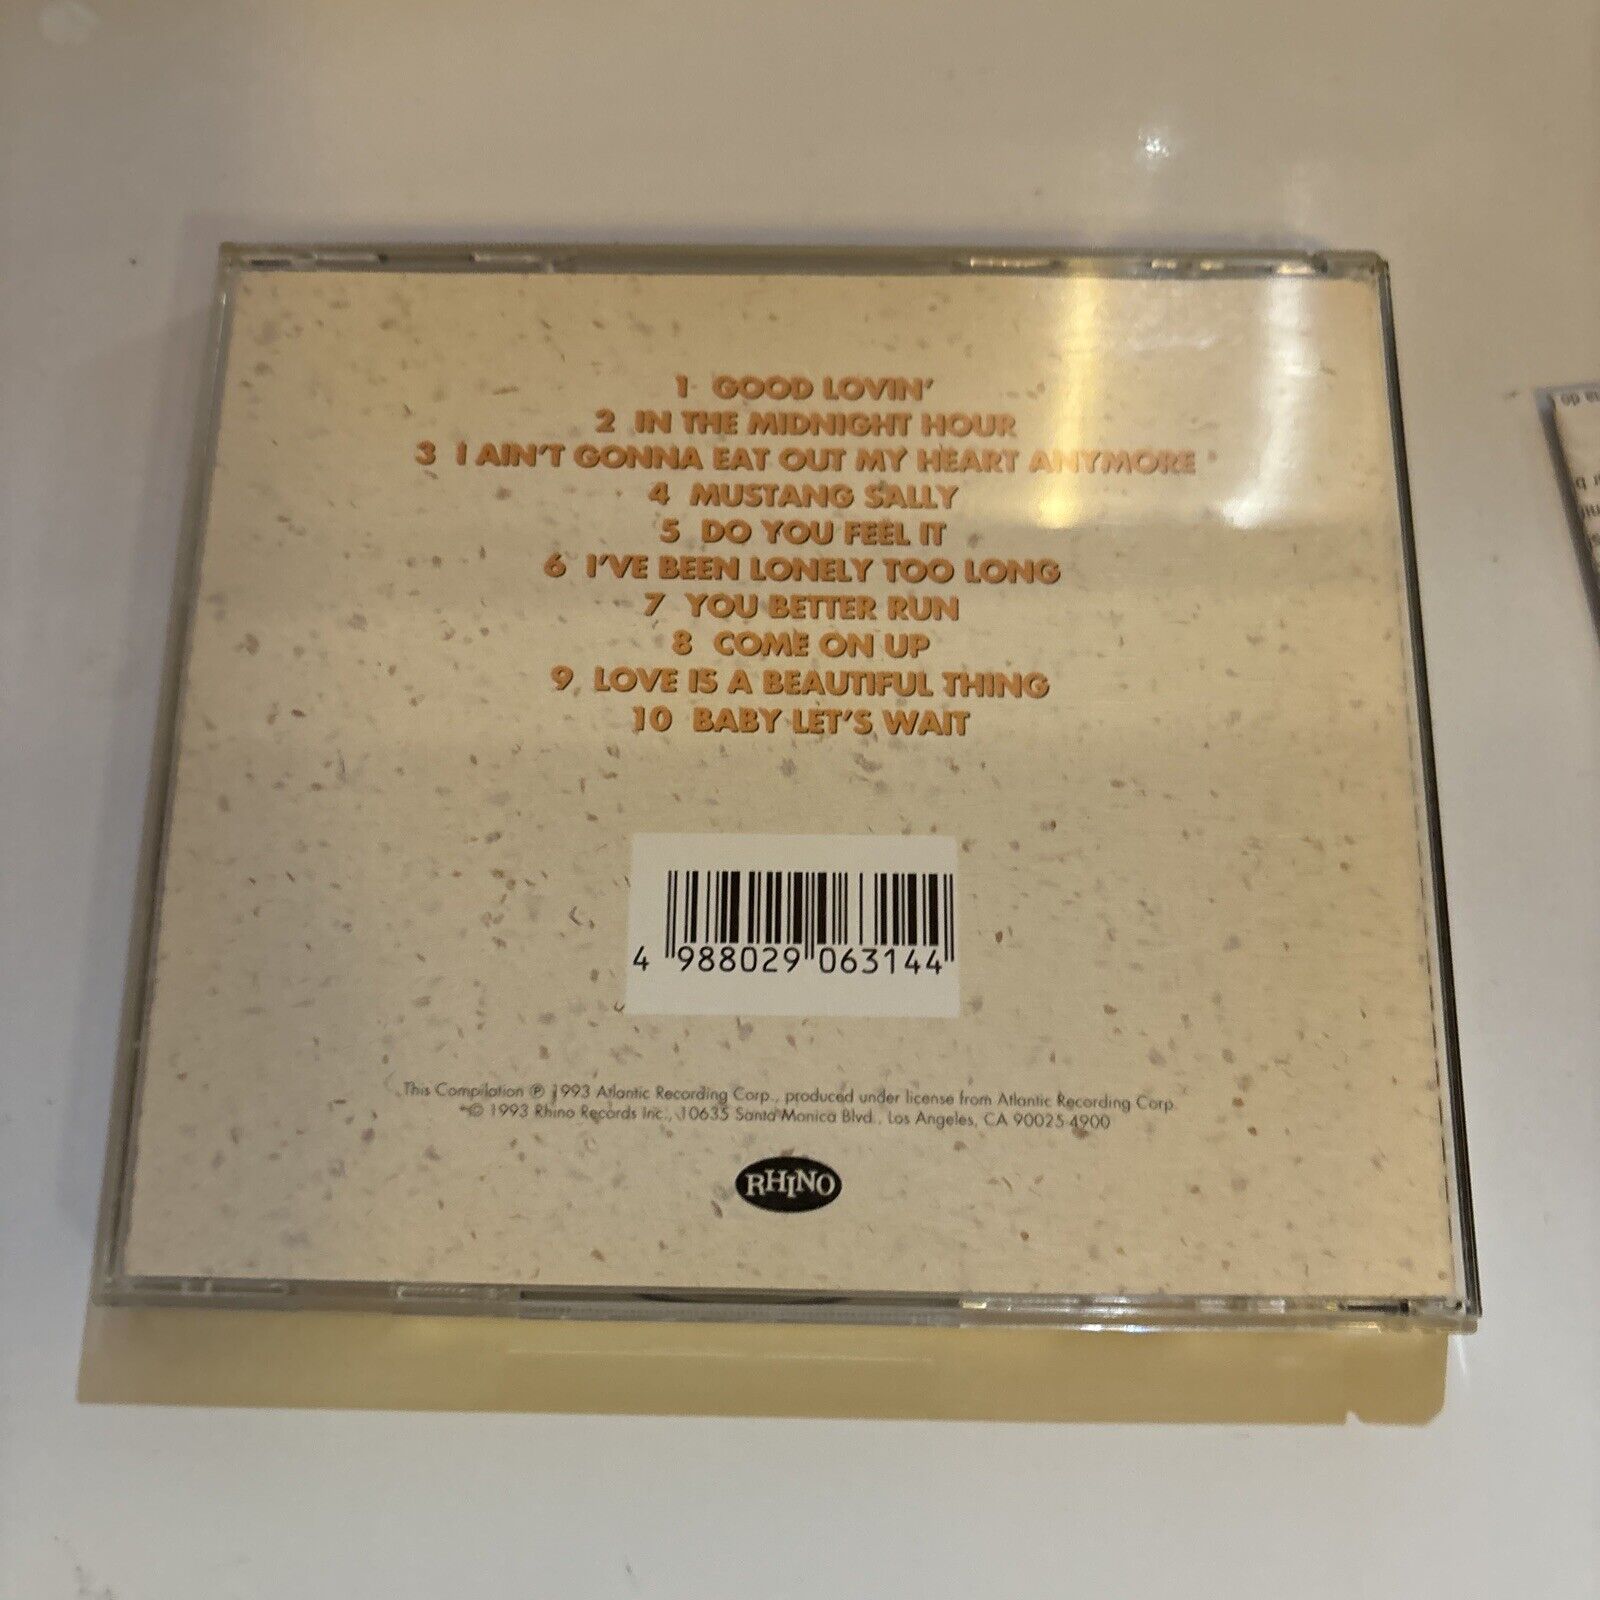 1 GOOD LOVIN'
2 IN THE MIDNIGHT HOUR
3 I AIN'T GONNA EAT OUT MY HEART ANYMORE
4 MUSTANG SALLY
5 DO YOU FEEL IT
6 I'VE BEEN LONELY TOO LONG
7 YOU BETTER RUN
8 COME ON UP
9 LOVE IS A BEAUTIFUL THING
10 BABY LET'S WAIT
4 988029 063144
This Compilation ℗ 1993 Atlantic Recording Corp., produced under license from Atlantic Recording Corp.
© 1993 Rhino Records Inc., 10635 Santa Monica Blvd., Los Angeles, CA 90025-4900
RHINO